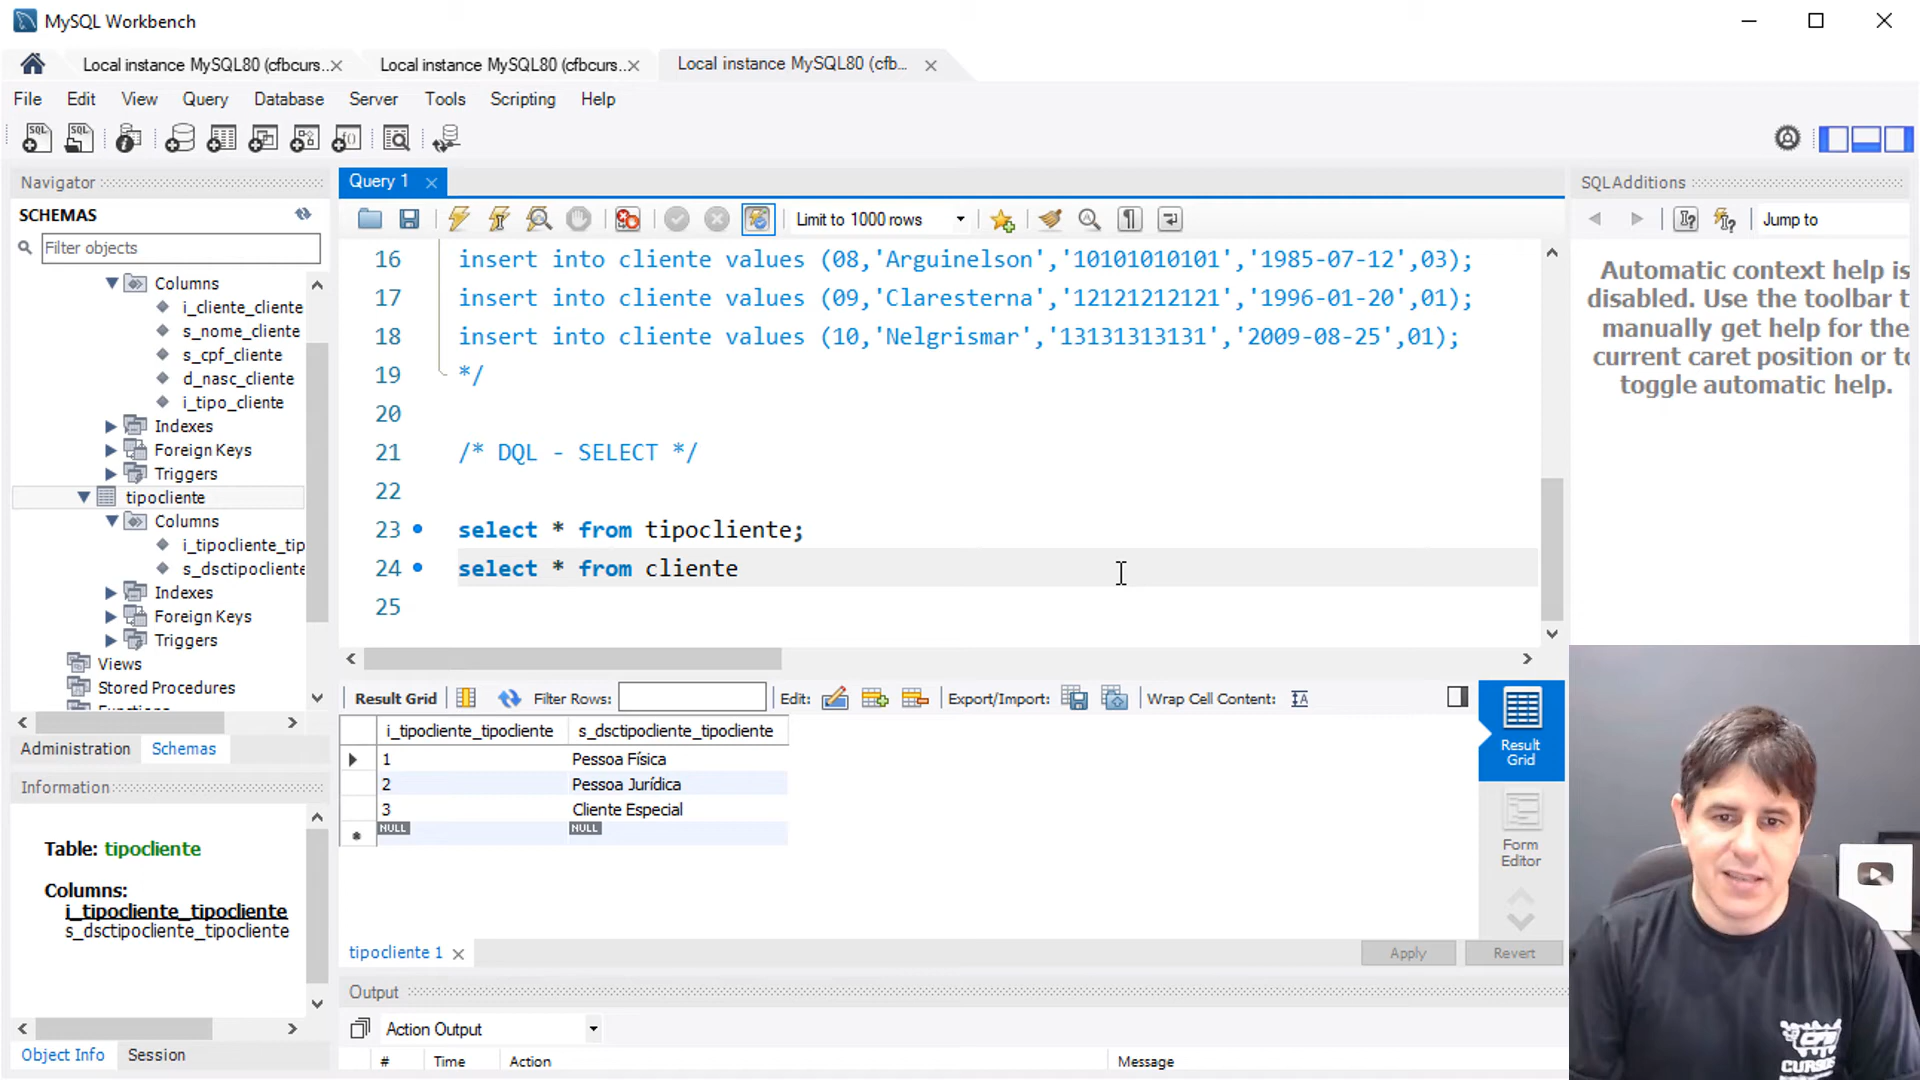 MySQL Workbench
Local instance MySQL80 (cfbcurs..
Local instance MySQL80 (cfbcurs..
Local instance MySQL80 (cfb...
File Edit View Query Database Server Tools Scripting Help
Navigator
SCHEMAS
Filter objects
Columns
i_cliente_cliente
s_nome_cliente
s_cpf_cliente
d_nasc_cliente
i_tipo_cliente
Indexes
Foreign Keys
Triggers
tipocliente
Columns
i_tipocliente_tip
s_dsctipocliente
Indexes
Foreign Keys
Triggers
Views
Stored Procedures
Administration Schemas
Information
Table: tipocliente
Columns:
i_tipocliente_tipocliente
s_dsctipocliente_tipocliente
Object Info Session
Query 1
Limit to 1000 rows
16 insert into cliente values (08,'Arguinelson','10101010101','1985-07-12',03);
17 insert into cliente values (09,'Claresterna','12121212121','1996-01-20',01);
18 insert into cliente values (10,'Nelgrismar','13131313131','2009-08-25',01);
19 */
20
21 /* DQL - SELECT */
22
23 select * from tipocliente;
24 select * from cliente
25
Result Grid Filter Rows: Edit: Export/Import: Wrap Cell Content:
i_tipocliente_tipocliente s_dsctipocliente_tipocliente
1 Pessoa Física
2 Pessoa Jurídica
3 Cliente Especial
NULL NULL
Result
Grid
Form
Editor
tipocliente 1
Apply Revert
Output
Action Output
# Time Action Message
SQLAdditions
Jump to
Automatic context help is
disabled. Use the toolbar t
manually get help for the
current caret position or to
toggle automatic help.
CFB
CURSOS